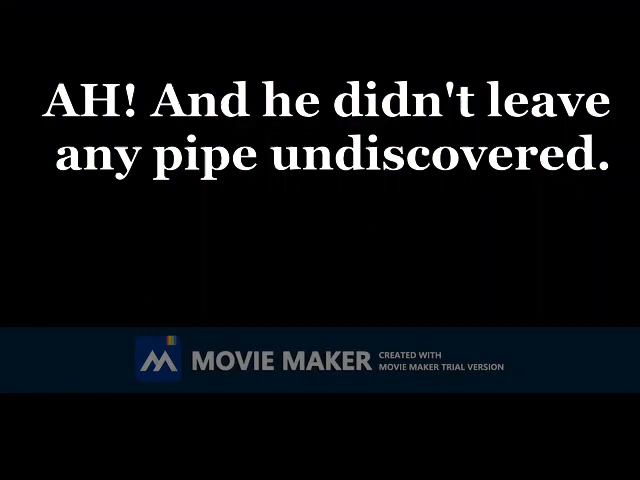 AH! And he didn't leave
any pipe undiscovered.
MOVIE MAKER
CREATED WITH
MOVIE MAKER TRIAL VERSION